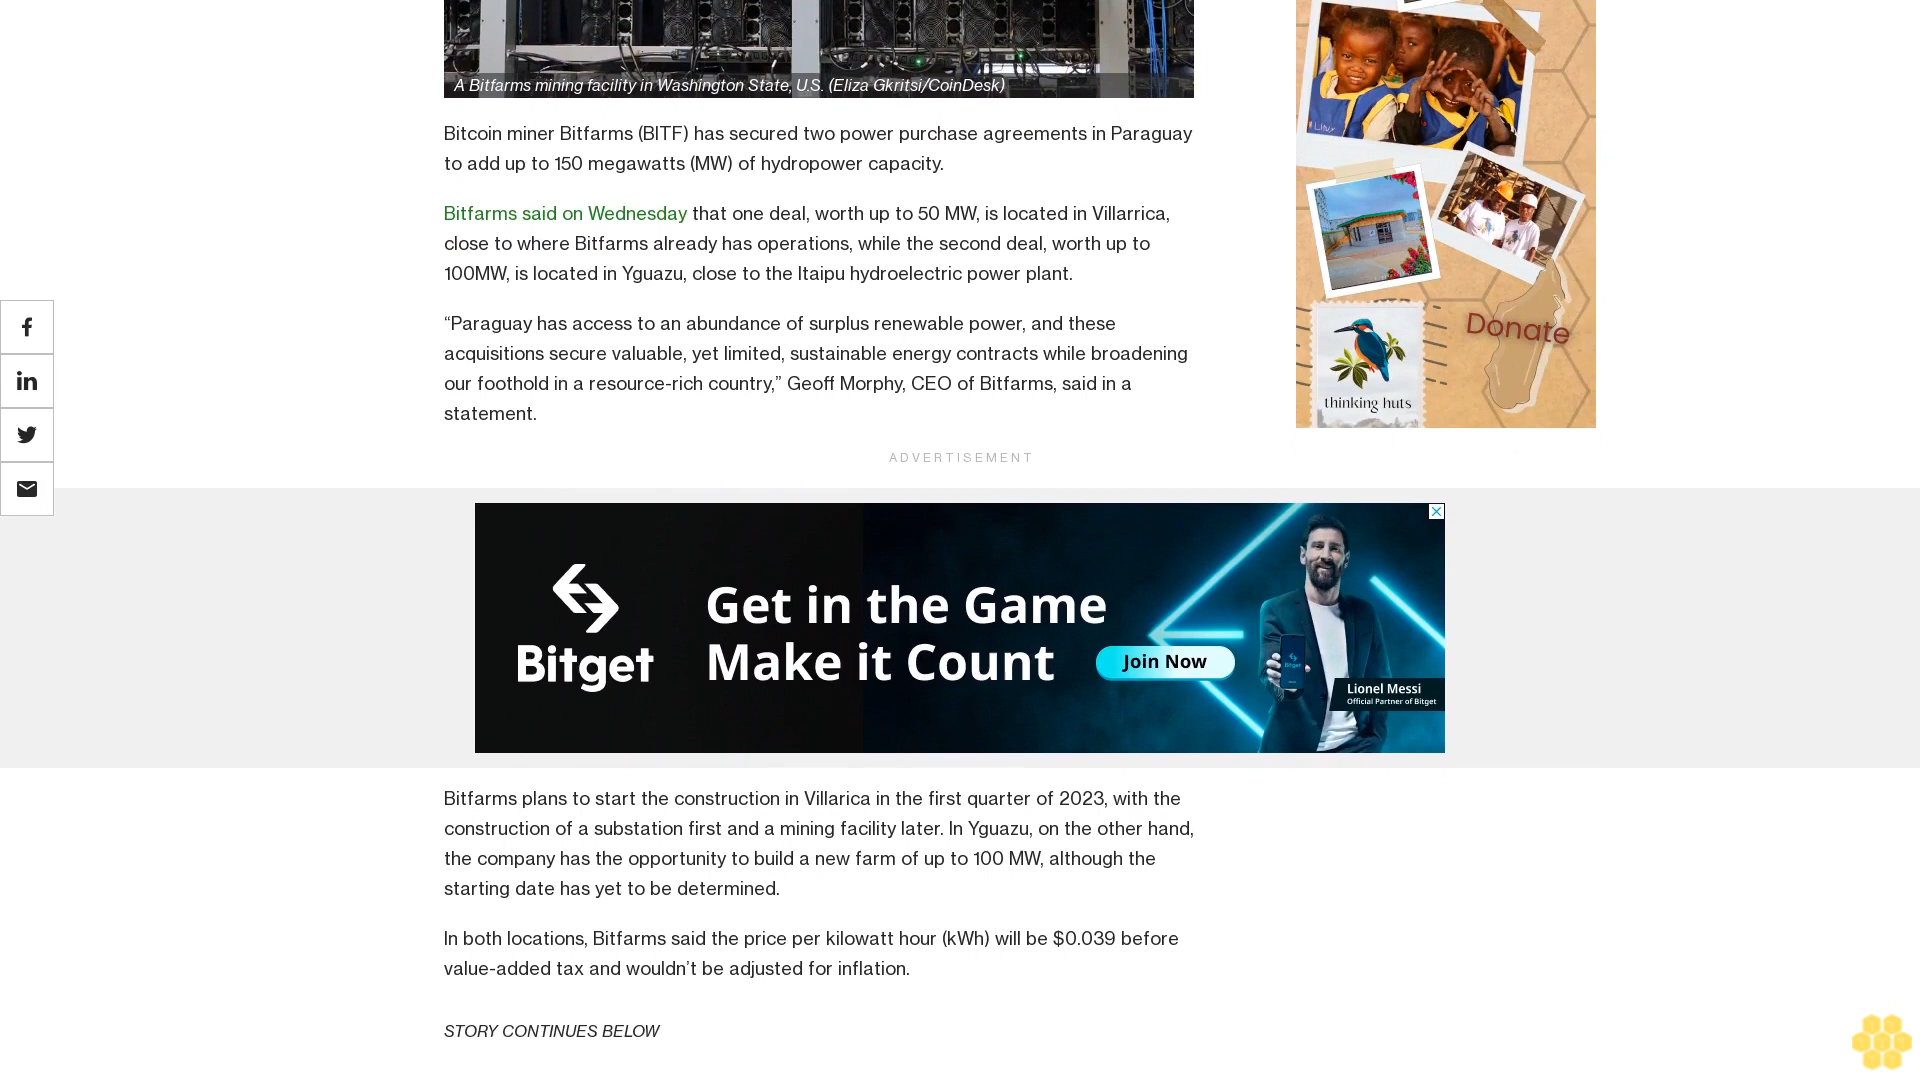 A Bitfarms mining facility in Washington State, U.S. (Eliza Gkritsi/CoinDesk)
Bitcoin miner Bitfarms (BITF) has secured two power purchase agreements in Paraguay
to add up to 150 megawatts (MW) of hydropower capacity.
Bitfarms said on Wednesday that one deal, worth up to 50 MW, is located in Villarrica,
close to where Bitfarms already has operations, while the second deal, worth up to
100MW, is located in Yguazu, close to the Itaipu hydroelectric power plant.
“Paraguay has access to an abundance of surplus renewable power, and these
acquisitions secure valuable, yet limited, sustainable energy contracts while broadening
our foothold in a resource-rich country,” Geoff Morphy, CEO of Bitfarms, said in a
statement.
Donate
thinking huts
ADVERTISEMENT
Bitget
Get in the Game
Make it Count
Join Now
Bitget
Lionel Messi
Official Partner of Bitget
Bitfarms plans to start the construction in Villarica in the first quarter of 2023, with the
construction of a substation first and a mining facility later. In Yguazu, on the other hand,
the company has the opportunity to build a new farm of up to 100 MW, although the
starting date has yet to be determined.
In both locations, Bitfarms said the price per kilowatt hour (kWh) will be $0.039 before
value-added tax and wouldn’t be adjusted for inflation.
STORY CONTINUES BELOW